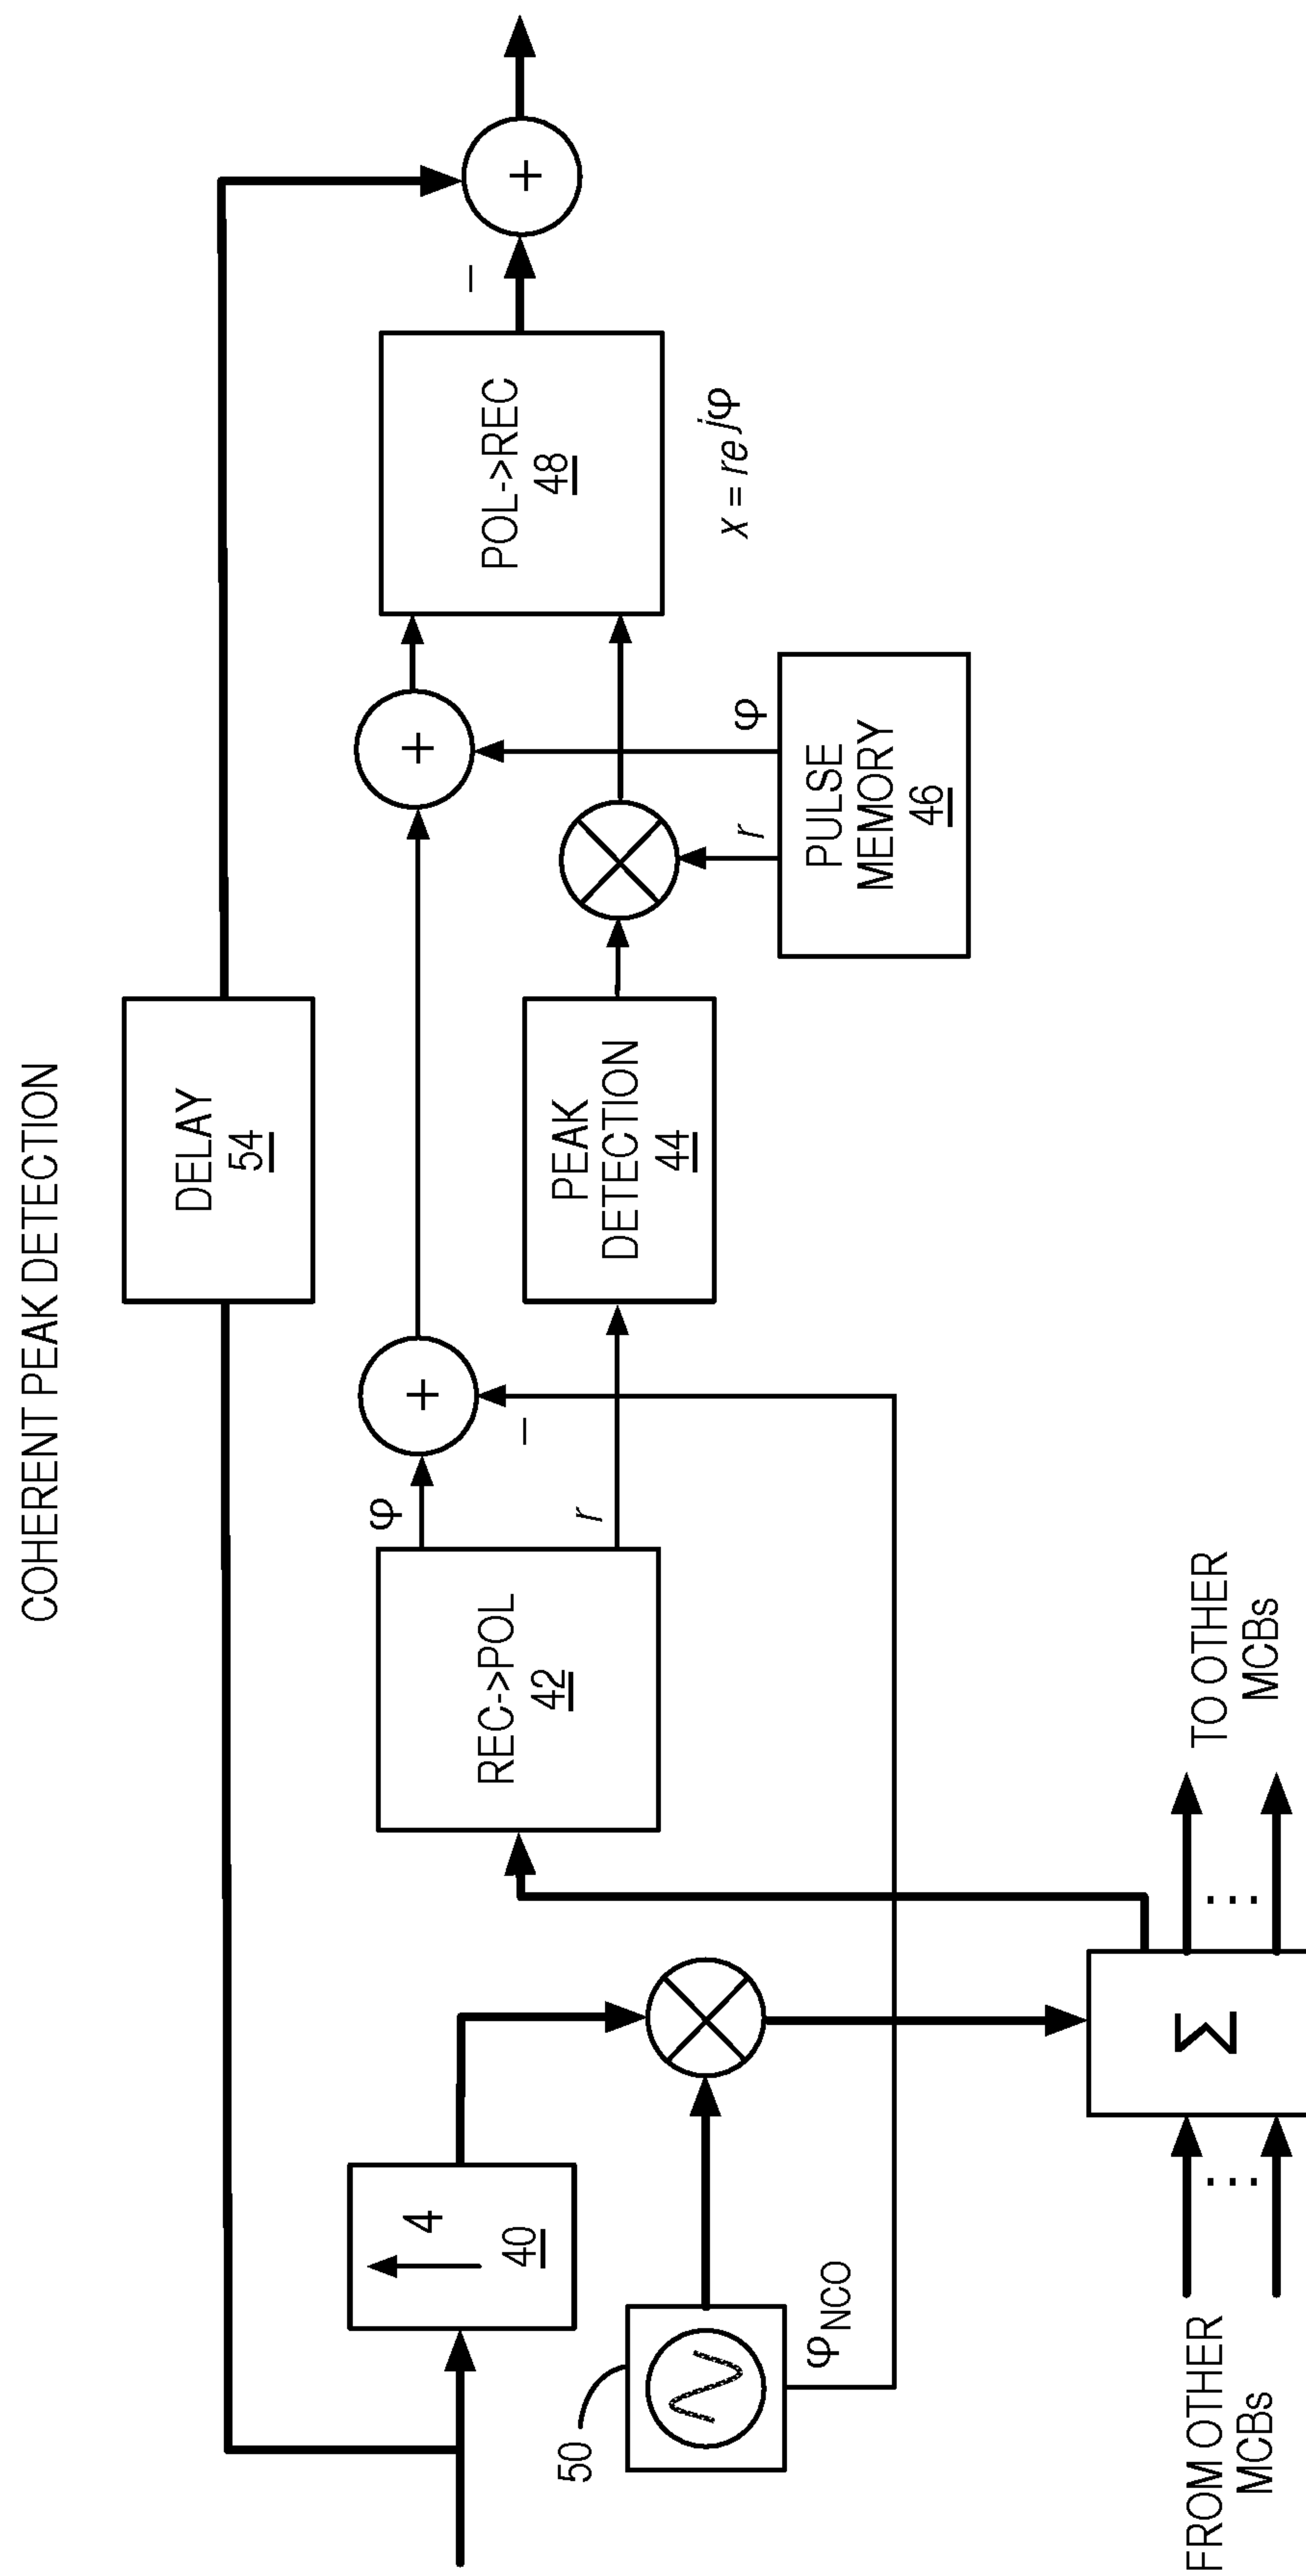 COHERENT PEAK DETECTION
DELAY
54
4
40
50
φNCO
REC->POL
42
φ
r
–
+
PEAK
DETECTION
44
+
PULSE
MEMORY
46
r
φ
POL->REC
48
x = re jφ
–
+
Σ
FROM OTHER
MCBs
...
TO OTHER
MCBs
...